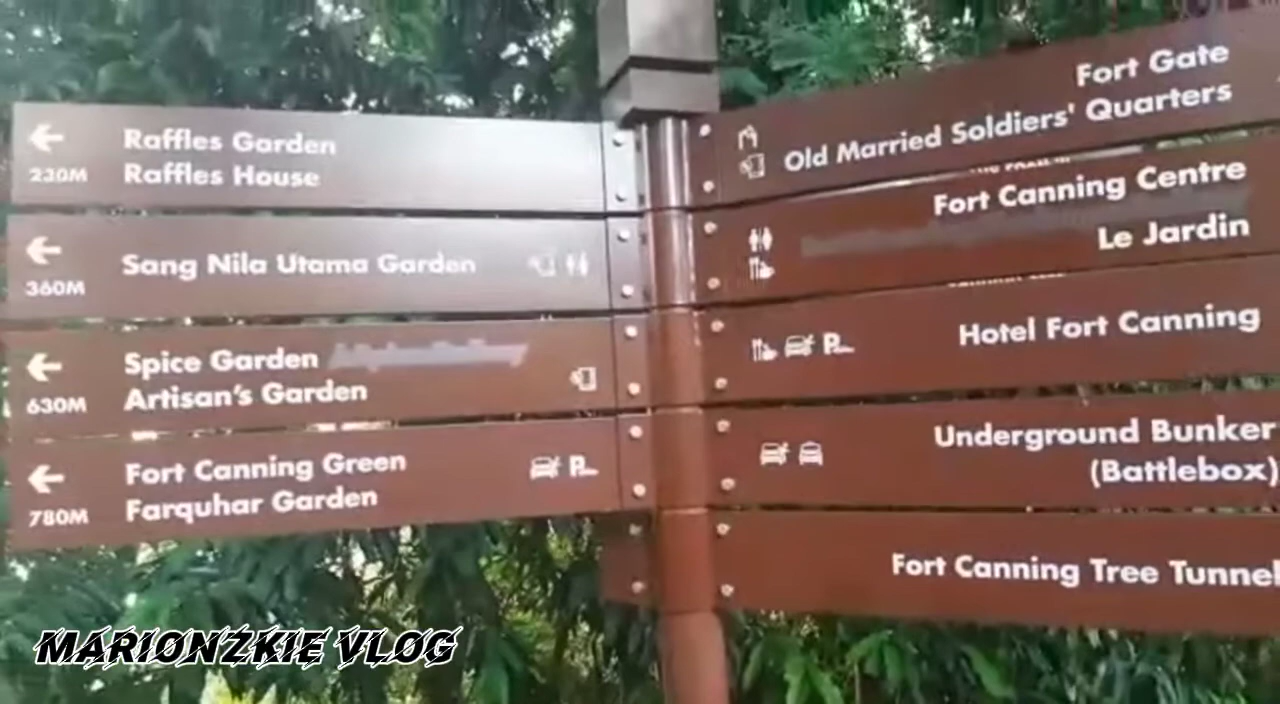 Raffles Garden
230M Raffles House
Sang Nila Utama Garden
360M
Spice Garden
630M Artisan's Garden
Fort Canning Green
780M Farquhar Garden
Fort Gate
Old Married Soldiers' Quarters
Fort Canning Centre
Le Jardin
Hotel Fort Canning
Underground Bunker
(Battlebox)
Fort Canning Tree Tunnel
MARIONZKIE VLOG